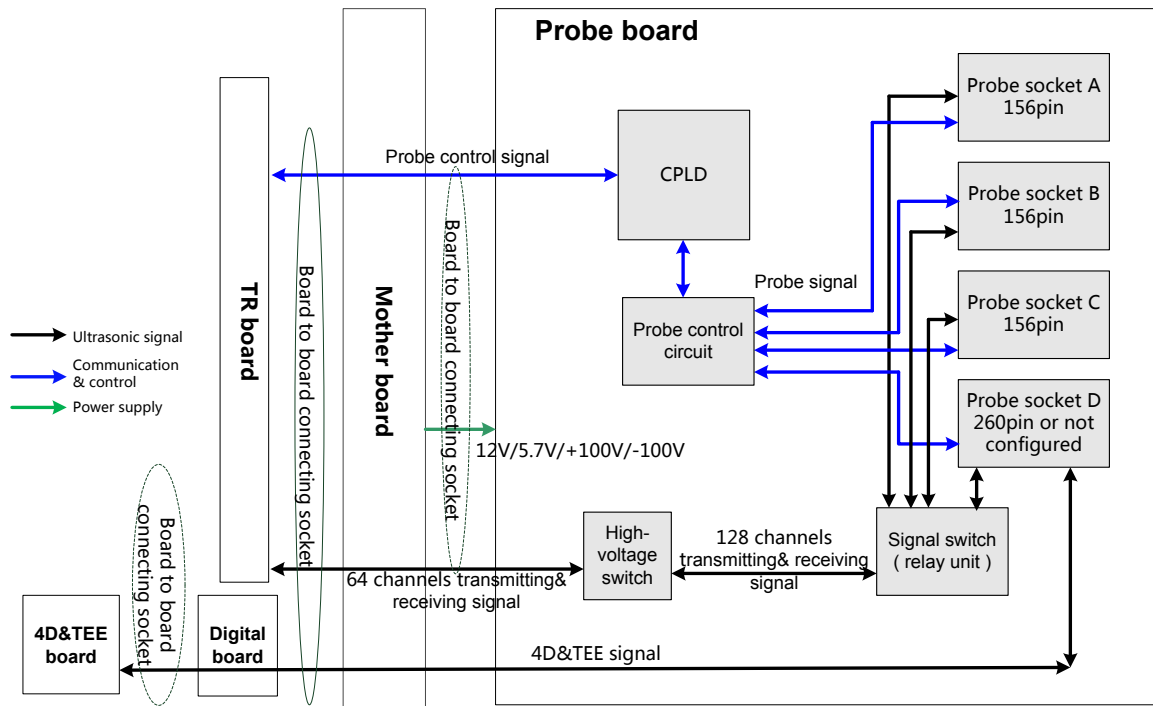 Probe board
Probe socket A
156pin
Probe control signal
CPLD
Probe socket B
156pin
Probe signal
Probe socket C
156pin
Probe control
circuit
Probe socket D
260pin or not
configured
TR board
Board to board connecting socket
Mother board
Board to board connecting socket
Ultrasonic signal
Communication
& control
Power supply
12V/5.7V/+100V/-100V
Board to board
connecting socket
High-
voltage
switch
128 channels
transmitting& receiving
signal
Signal switch
( relay unit )
64 channels transmitting&
receiving signal
4D&TEE
board
Digital
board
4D&TEE signal